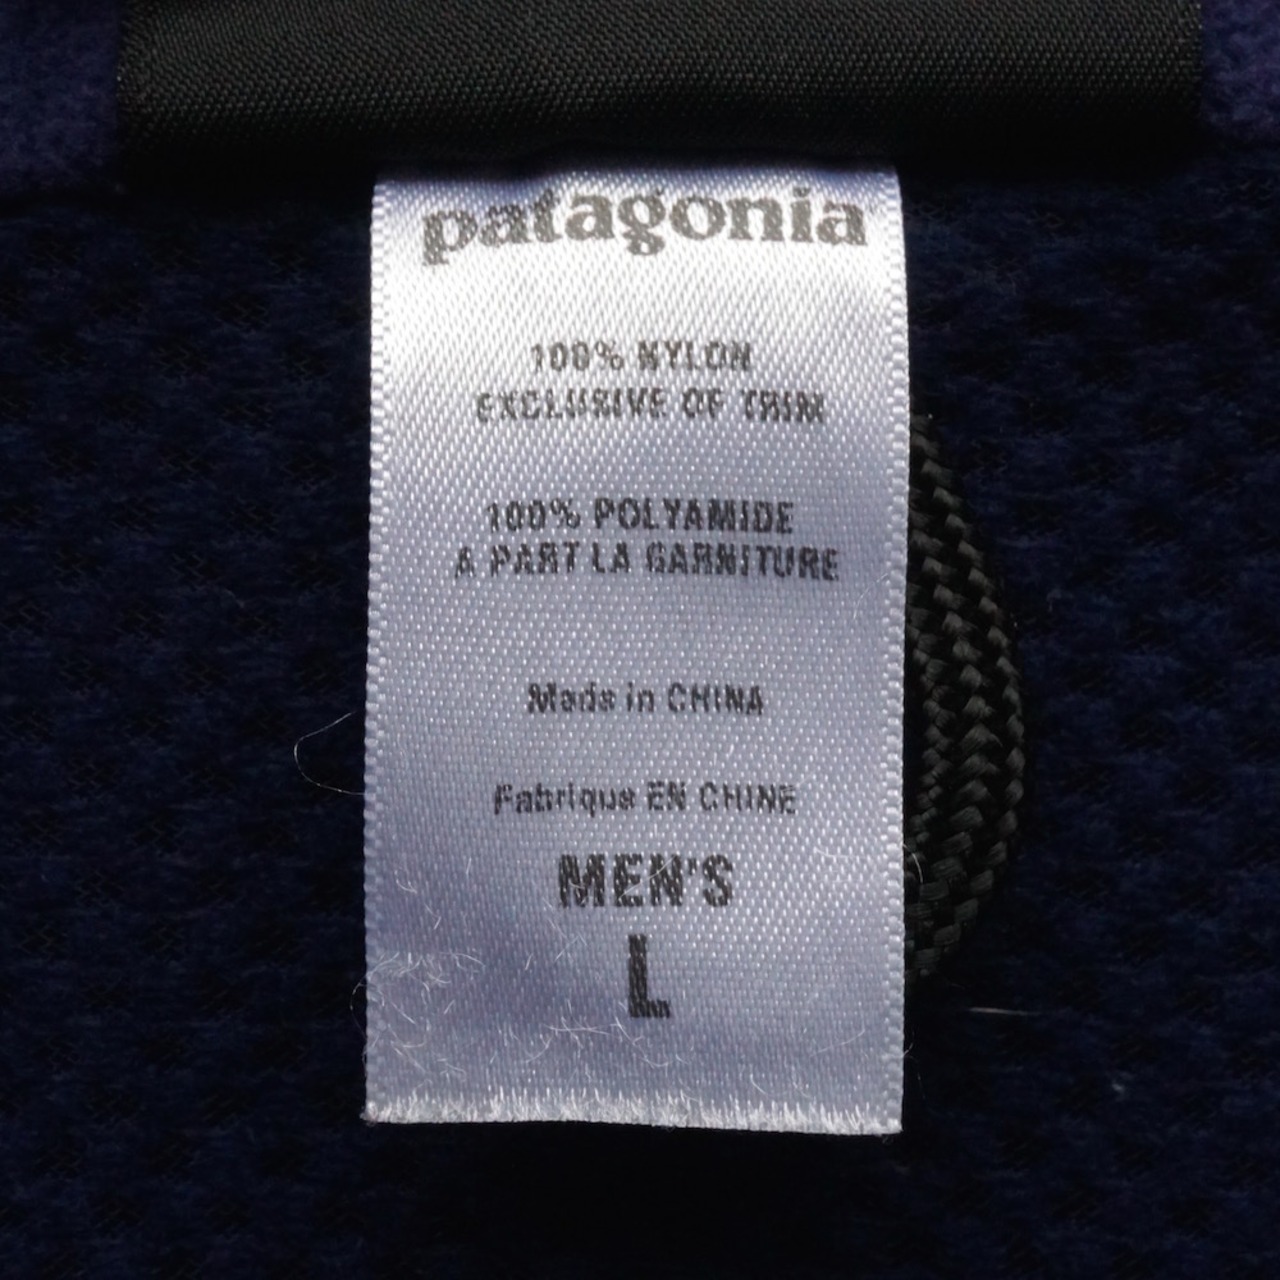 patagonia
100% NYLON
EXCLUSIVE OF TRIM
100% POLYAMIDE
A PART LA GARNITURE
Made in CHINA
Fabrique EN CHINE
MEN'S
L